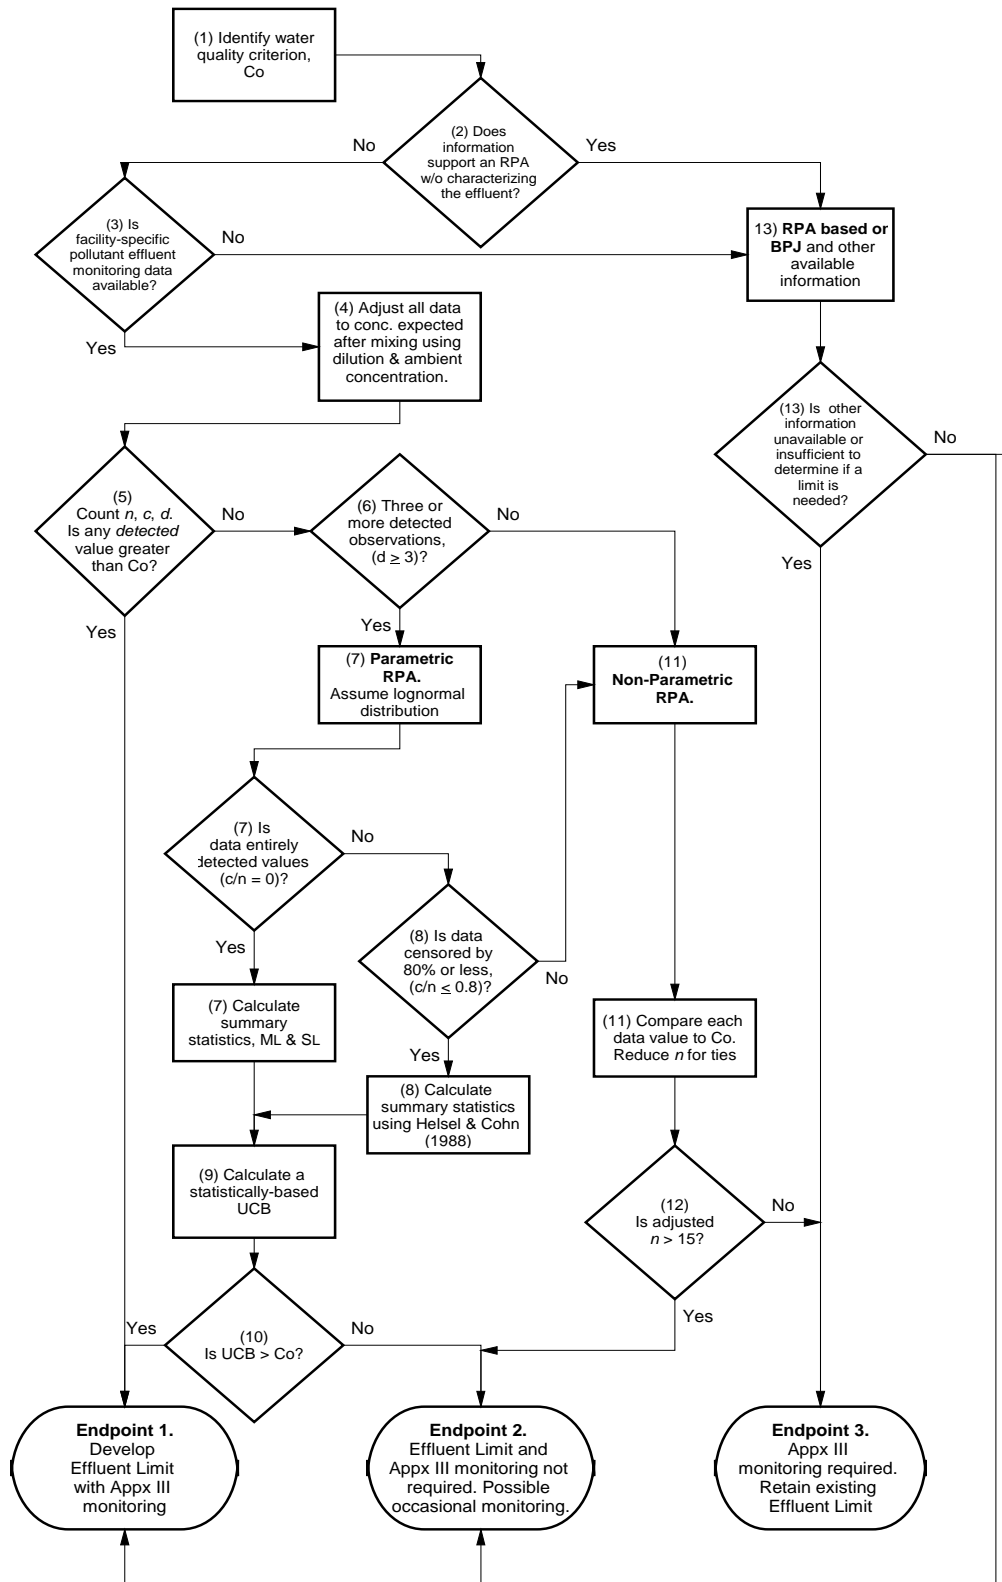 (1) Identify water
quality criterion,
Co
(2) Does
information
support an RPA
w/o characterizing
the effluent?
No
Yes
(3) Is
facility-specific
pollutant effluent
monitoring data
available?
No
Yes
13) RPA based or
BPJ and other
available
information
(4) Adjust all data
to conc. expected
after mixing using
dilution & ambient
concentration.
(13) Is other
information
unavailable or
insufficient to
determine if a
limit is
needed?
No
Yes
(5)
Count n, c, d.
Is any detected
value greater
than Co?
No
Yes
(6) Three or
more detected
observations,
(d ≥ 3)?
No
Yes
(7) Parametric
RPA.
Assume lognormal
distribution
(11)
Non-Parametric
RPA.
(7) Is
data entirely
detected values
(c/n = 0)?
No
Yes
(8) Is data
censored by
80% or less,
(c/n ≤ 0.8)?
No
Yes
(7) Calculate
summary
statistics, ML & SL
(11) Compare each
data value to Co.
Reduce n for ties
(8) Calculate
summary statistics
using Helsel & Cohn
(1988)
(9) Calculate a
statistically-based
UCB
(12)
Is adjusted
n > 15?
No
Yes
(10)
Is UCB > Co?
Yes
No
Endpoint 1.
Develop
Effluent Limit
with Appx III
monitoring
Endpoint 2.
Effluent Limit and
Appx III monitoring not
required. Possible
occasional monitoring.
Endpoint 3.
Appx III
monitoring required.
Retain existing
Effluent Limit